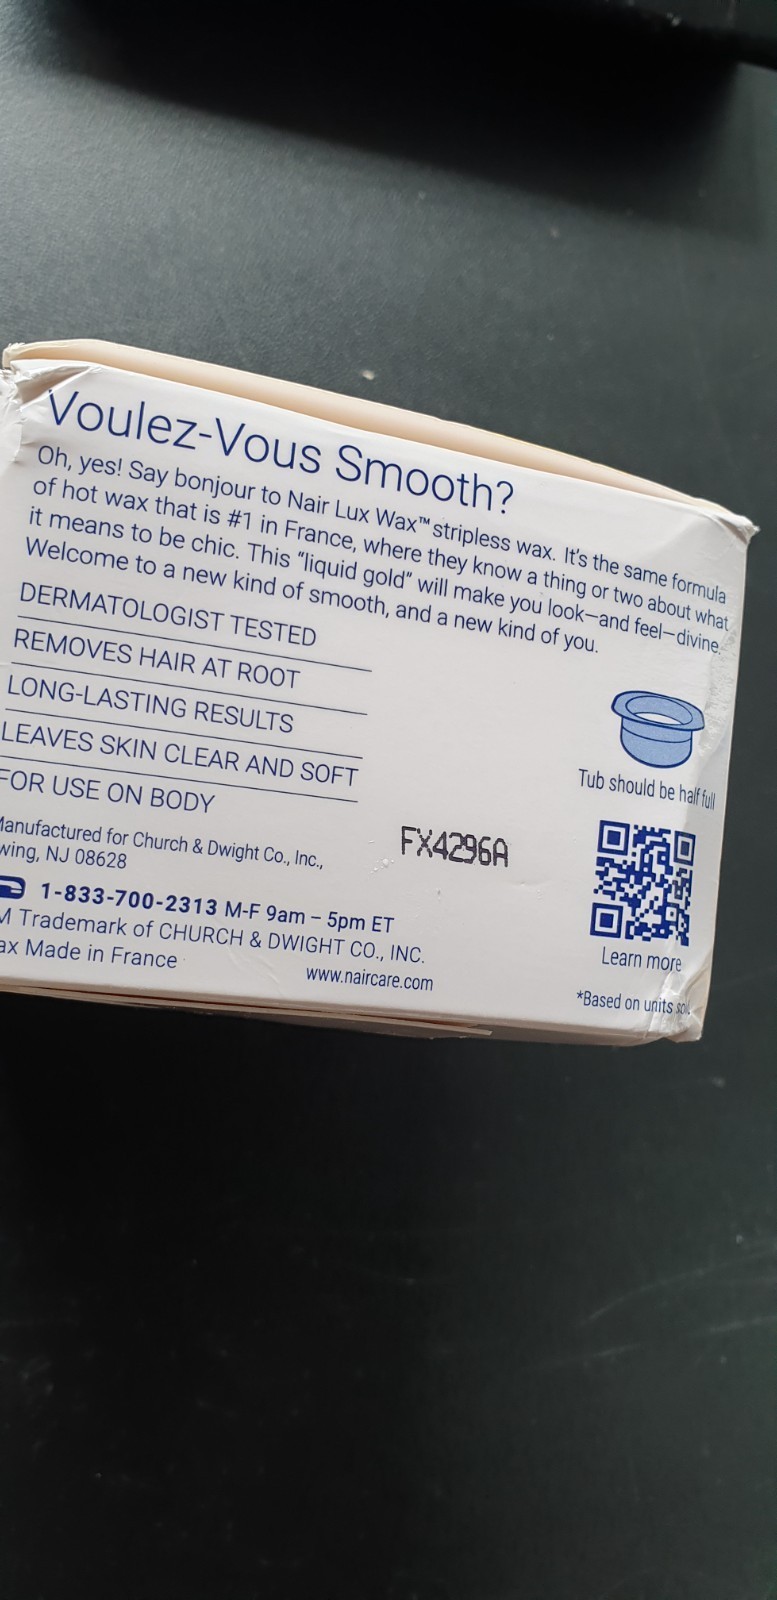 Voulez-Vous Smooth?
Oh, yes! Say bonjour to Nair Lux Wax™ stripless wax. It's the same formula
of hot wax that is #1 in France, where they know a thing or two about what
it means to be chic. This "liquid gold" will make you look—and feel—divine.
Welcome to a new kind of smooth, and a new kind of you.
DERMATOLOGIST TESTED
REMOVES HAIR AT ROOT
LONG-LASTING RESULTS
LEAVES SKIN CLEAR AND SOFT
FOR USE ON BODY
Tub should be half full
Manufactured for Church & Dwight Co., Inc.,
wing, NJ 08628
FX4296A
1-833-700-2313 M-F 9am – 5pm ET
M Trademark of CHURCH & DWIGHT CO., INC.
ax Made in France
www.naircare.com
Learn more
*Based on units